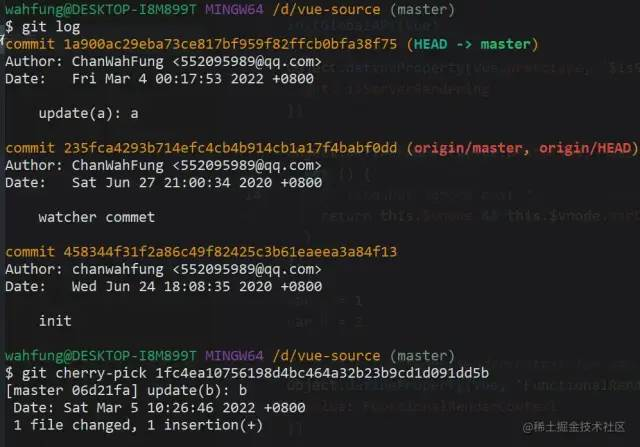 wahfung@DESKTOP-I8M899T MINGW64 /d/vue-source (master)
$ git log
commit 1a900ac29eba73ce817bf959f82ffcb0bfa38f75 (HEAD -> master)
Author: ChanWahFung <552095989@qq.com>
Date:   Fri Mar 4 00:17:53 2022 +0800
    update(a): a
commit 235fca4293b714efc4cb4b914cb1a17f4babf0dd (origin/master, origin/HEAD)
Author: ChanWahFung <552095989@qq.com>
Date:   Sat Jun 27 21:00:34 2020 +0800
    watcher commet
commit 458344f31f2a86c49f82425c3b61eaeea3a84f13
Author: chanwahfung <552095989@qq.com>
Date:   Wed Jun 24 18:08:35 2020 +0800
    init
wahfung@DESKTOP-I8M899T MINGW64 /d/vue-source (master)
$ git cherry-pick 1fc4ea10756198d4bc464a32b23b9cd1d091dd5b
[master 06d21fa] update(b): b
 Date: Sat Mar 5 10:26:46 2022 +0800
 1 file changed, 1 insertion(+)
@稀土掘金技术社区